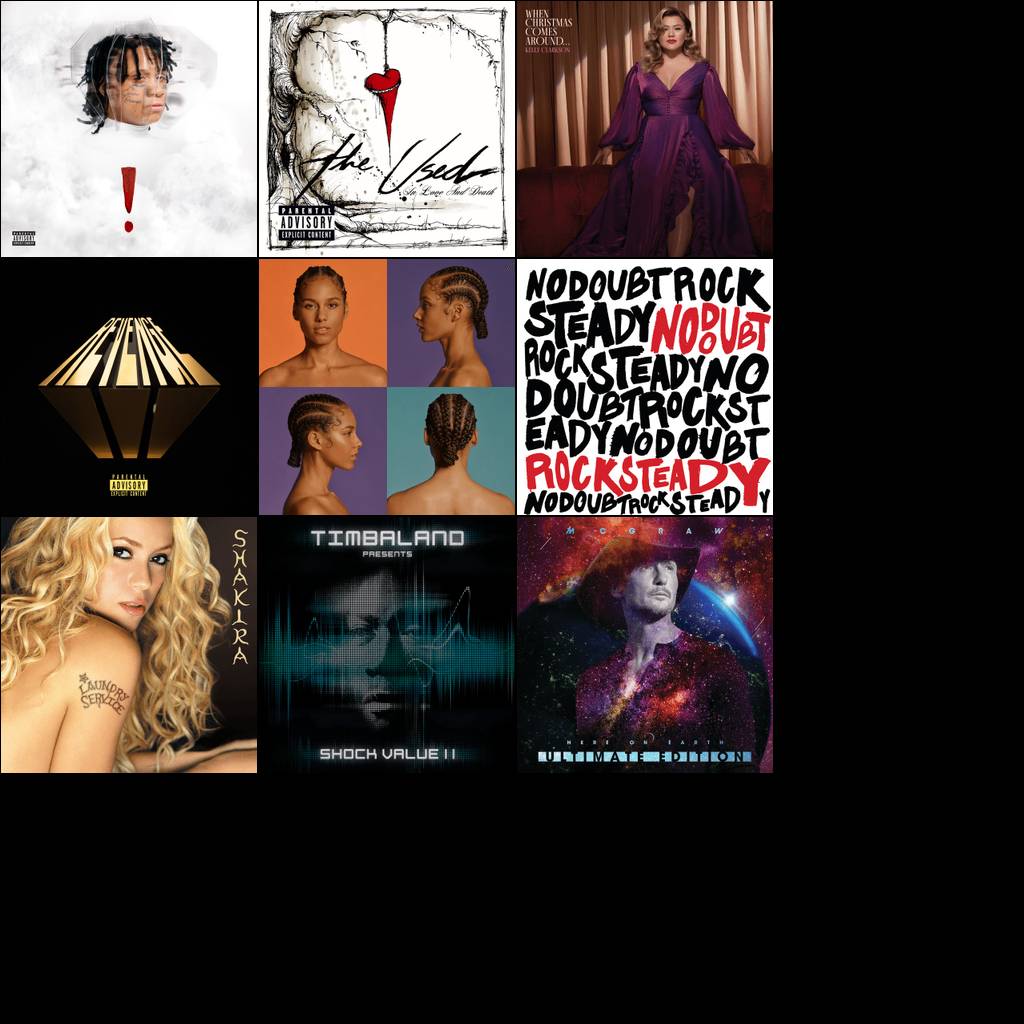 !
PARENTAL
ADVISORY
EXPLICIT CONTENT
the Used
In Love And Death
PARENTAL
ADVISORY
EXPLICIT CONTENT
WHEN
CHRISTMAS
COMES
AROUND...
KELLY CLARKSON
REVENGE
PARENTAL
ADVISORY
EXPLICIT CONTENT
NODOUBTROCK
STEADYNODOUBT
ROCKSTEADYNO
DOUBTROCKST
EADYNODOUBT
ROCKSTEADY
NODOUBTROCKSTEADY
SHAKIRA
LAUNDRY
SERVICE
TIMBALAND
PRESENTS
SHOCK VALUE II
MCGRAW
HERE ON EARTH
ULTIMATE EDITION